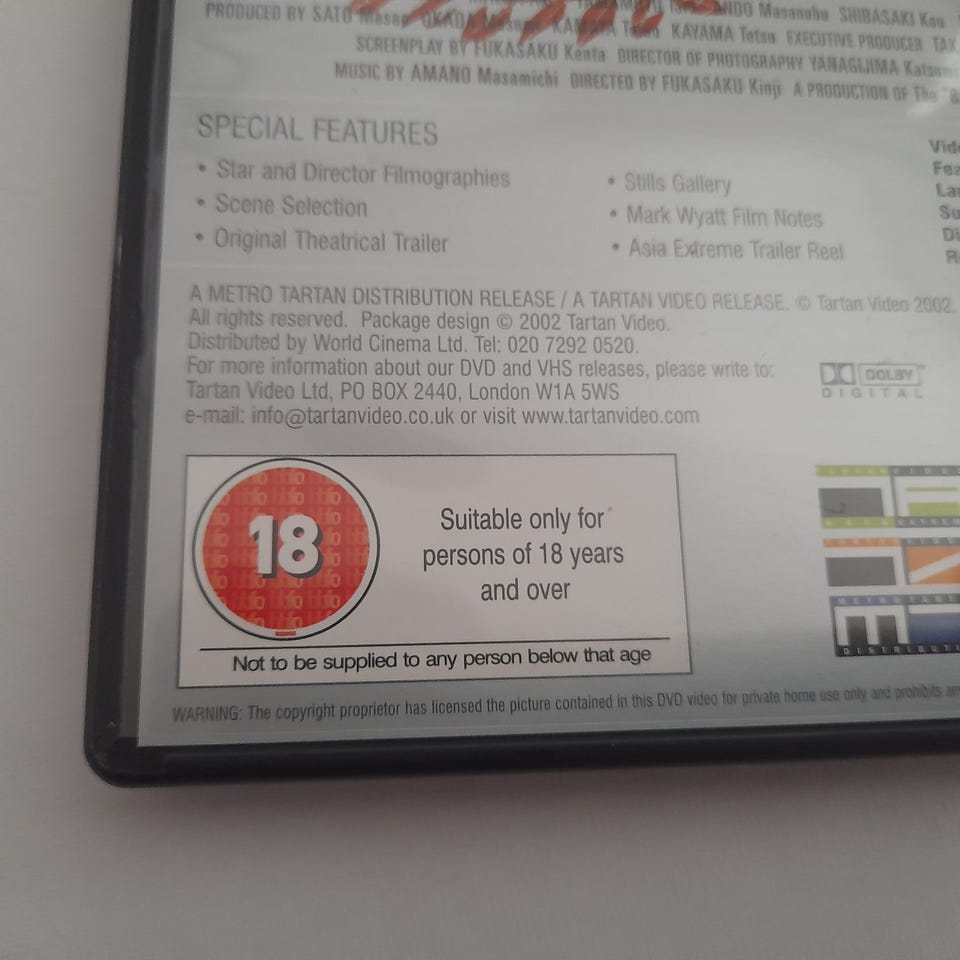 ANDO Masanobu SHIBASAKI Kou
PRODUCED BY SATO KAYAMA Tetsu EXECUTIVE PRODUCER
SCREENPLAY BY FUKASAKU Kenta DIRECTOR OF PHOTOGRAPHY YANAGIJIMA
MUSIC BY AMANO Masamichi DIRECTED BY FUKASAKU Kinji A PRODUCTION OF The
SPECIAL FEATURES
• Star and Director Filmographies
• Scene Selection
• Original Theatrical Trailer
• Stills Gallery
• Mark Wyatt Film Notes
• Asia Extreme Trailer Reel
A METRO TARTAN DISTRIBUTION RELEASE / A TARTAN VIDEO RELEASE. © Tartan Video 2002.
All rights reserved. Package design © 2002 Tartan Video.
Distributed by World Cinema Ltd. Tel: 020 7292 0520.
For more information about our DVD and VHS releases, please write to:
Tartan Video Ltd, PO BOX 2440, London W1A 5WS
e-mail: info@tartanvideo.co.uk or visit www.tartanvideo.com
DOLBY
DIGITAL
18
Suitable only for
persons of 18 years
and over
Not to be supplied to any person below that age
WARNING: The copyright proprietor has licensed the picture contained in this DVD video for private home use only and prohibits